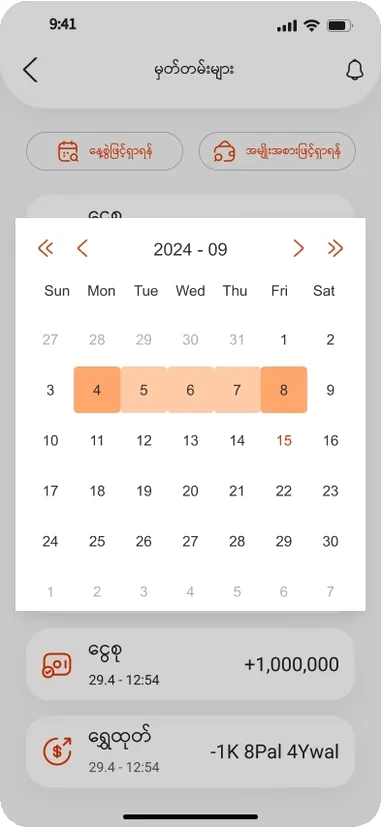 9:41
မှတ်တမ်းများ
နေ့စွဲဖြင့်ရှာရန်
အမျိုးအစားဖြင့်ရှာရန်
2024 - 09
Sun Mon Tue Wed Thu Fri Sat
27 28 29 30 31 1 2
3 4 5 6 7 8 9
10 11 12 13 14 15 16
17 18 19 20 21 22 23
24 25 26 27 28 29 30
1 2 3 4 5 6 7
ငွေစု
+1,000,000
29.4 - 12:54
ရွှေထုတ်
-1K 8Pal 4Ywal
29.4 - 12:54